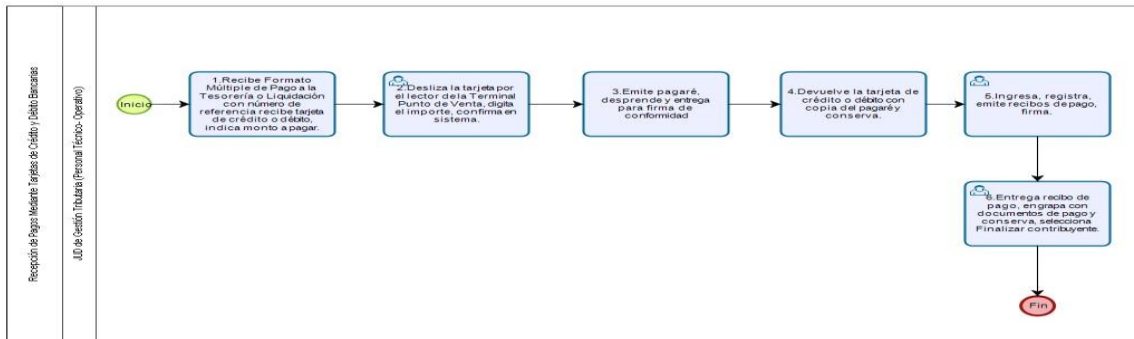 Recepción de Pagos Mediante Tarjetas de Crédito y Débito Bancarias
JUD de Gestión Tributaria (Personal Técnico- Operativo)
Inicio
1.Recibe Formato
Múltiple de Pago a la
Tesorería o Liquidación
con número de
referencia recibe tarjeta
de crédito o débito,
indica monto a pagar.
2.Desliza la tarjeta por
el lector de la Terminal
Punto de Venta, digita
el importe, confirma en
sistema.
3.Emite pagaré,
desprende y entrega
para firma de
conformidad
4.Devuelve la tarjeta de
crédito o débito con
copia del pagaré y
conserva.
5.Ingresa, registra,
emite recibos de pago,
firma.
6.Entrega recibo de
pago, engrapa con
documentos de pago y
conserva, selecciona
Finalizar contribuyente.
Fin